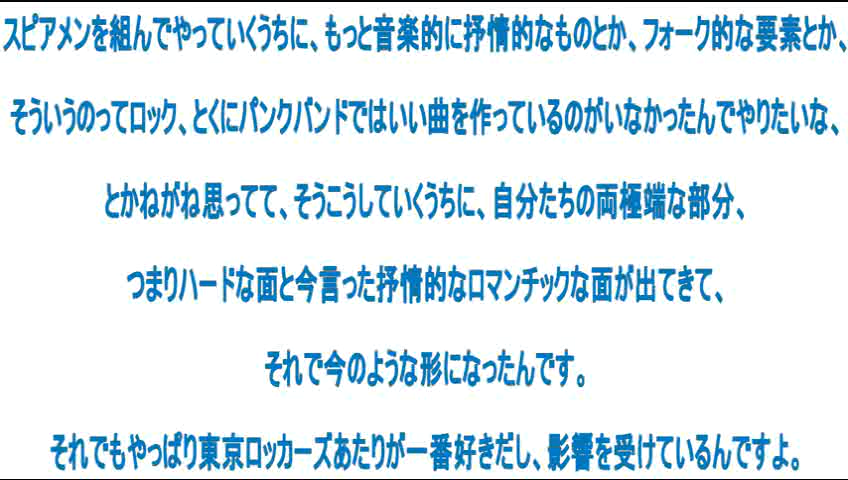 スピアメンを組んでやっていくうちに、もっと音楽的に抒情的なものとか、フォーク的な要素とか、
そういうのってロック、とくにパンクバンドではいい曲を作っているのがいなかったんでやりたいな、
とかねがね思ってて、そうこうしていくうちに、自分たちの両極端な部分、
つまりハードな面と今言った抒情的なロマンチックな面が出てきて、
それで今のような形になったんです。
それでもやっぱり東京ロッカーズあたりが一番好きだし、影響を受けているんですよ。